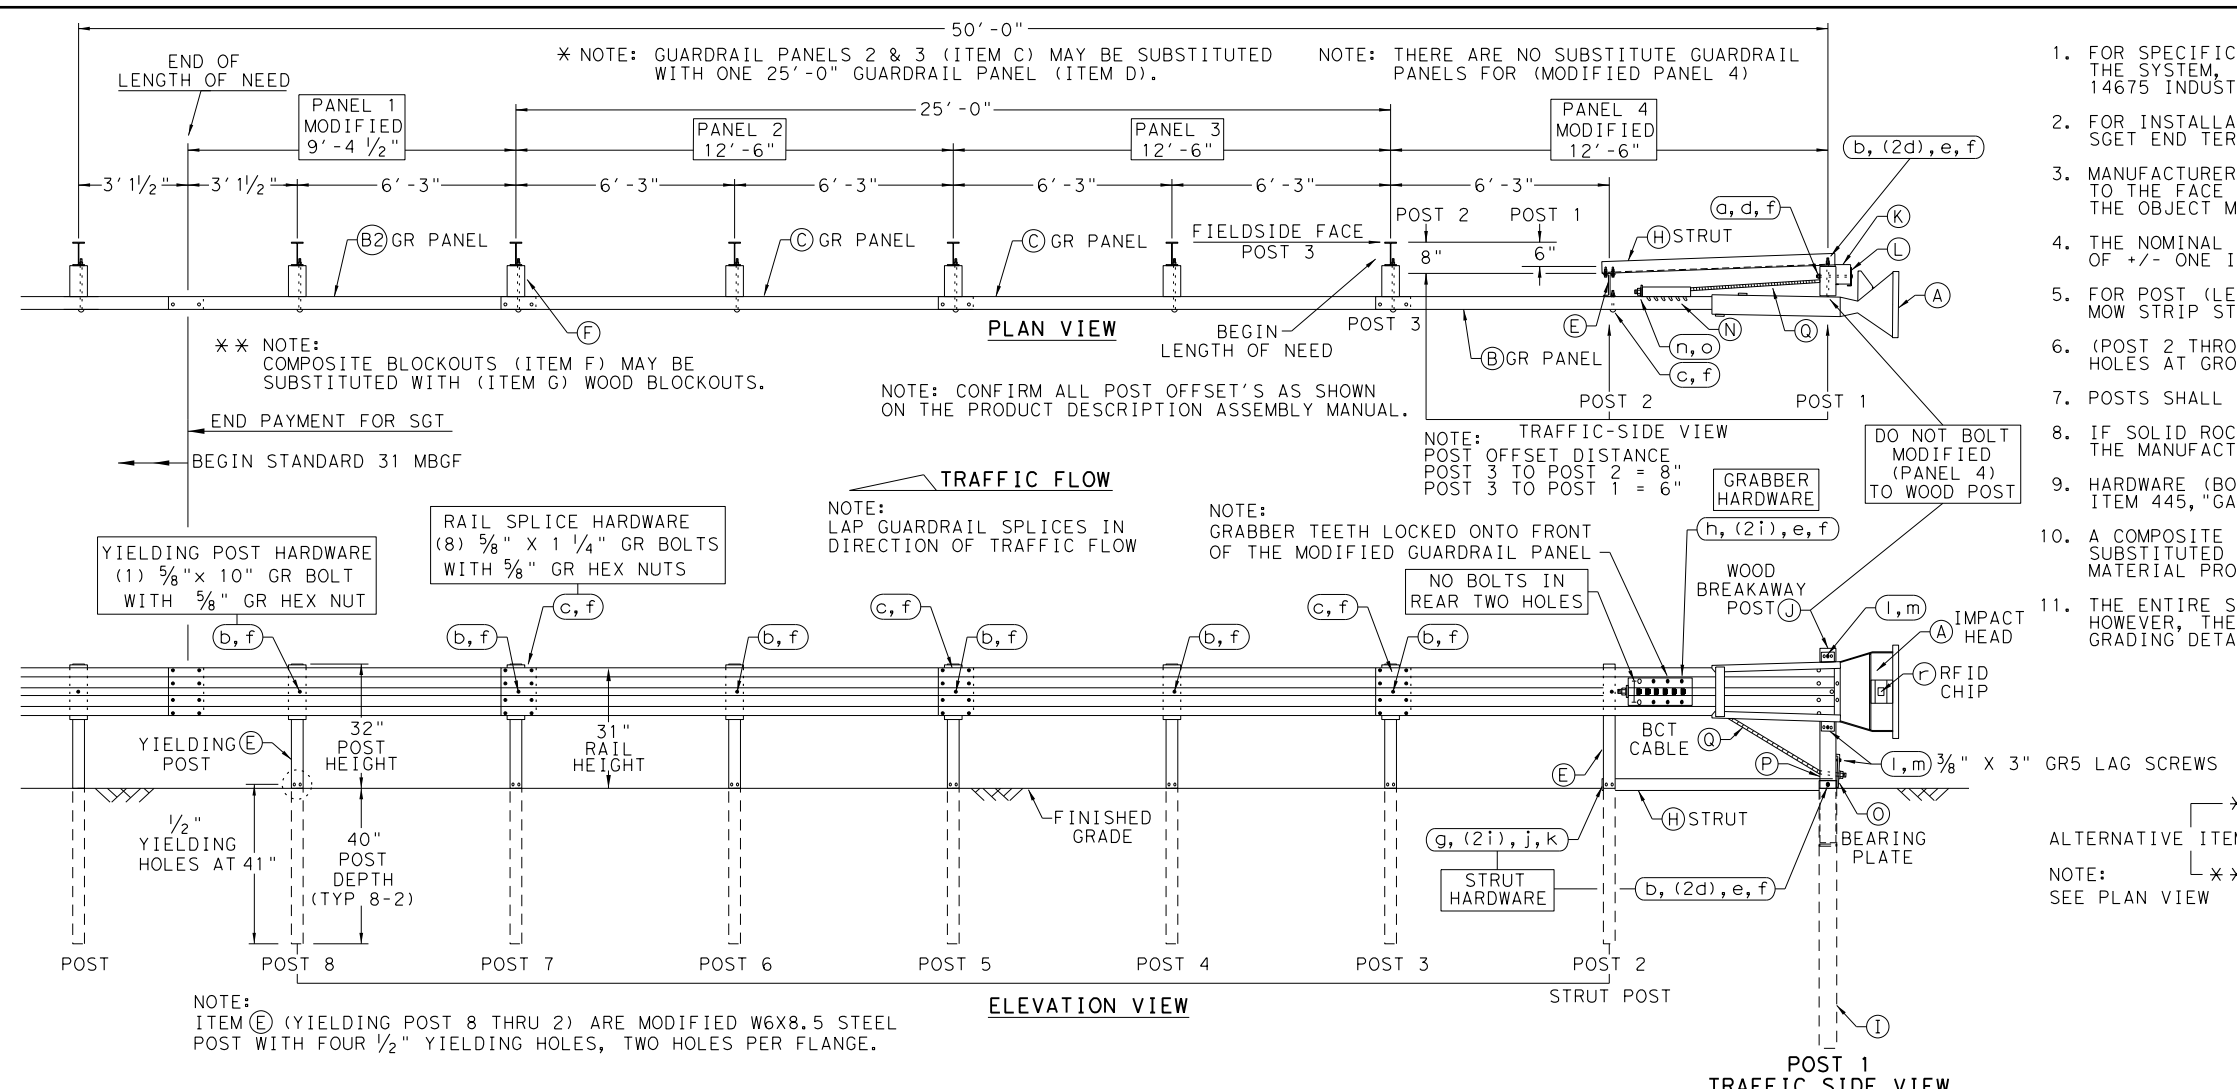 50'-0"
* NOTE: GUARDRAIL PANELS 2 & 3 (ITEM C) MAY BE SUBSTITUTED
WITH ONE 25'-0" GUARDRAIL PANEL (ITEM D).
NOTE: THERE ARE NO SUBSTITUTE GUARDRAIL
PANELS FOR (MODIFIED PANEL 4)
END OF
LENGTH OF NEED
PANEL 1
MODIFIED
9'-4 1/2"
25'-0"
PANEL 2
12'-6"
PANEL 3
12'-6"
PANEL 4
MODIFIED
12'-6"
b, (2d), e, f
3' 1 1/2"
3' 1 1/2"
6'-3"
6'-3"
6'-3"
6'-3"
6'-3"
6'-3"
POST 2
POST 1
a, d, f
K
B2 GR PANEL
C GR PANEL
C GR PANEL
FIELDSIDE FACE
POST 3
8"
6"
H STRUT
L
A
F
PLAN VIEW
BEGIN
LENGTH OF NEED
POST 3
E
N
Q
n, o
B GR PANEL
c, f
** NOTE:
COMPOSITE BLOCKOUTS (ITEM F) MAY BE
SUBSTITUTED WITH (ITEM G) WOOD BLOCKOUTS.
NOTE: CONFIRM ALL POST OFFSET'S AS SHOWN
ON THE PRODUCT DESCRIPTION ASSEMBLY MANUAL.
POST 2
POST 1
TRAFFIC-SIDE VIEW
NOTE:
POST OFFSET DISTANCE
POST 3 TO POST 2 = 8"
POST 3 TO POST 1 = 6"
END PAYMENT FOR SGT
BEGIN STANDARD 31 MBGF
DO NOT BOLT
MODIFIED
(PANEL 4)
TO WOOD POST
TRAFFIC FLOW
NOTE:
LAP GUARDRAIL SPLICES IN
DIRECTION OF TRAFFIC FLOW
GRABBER
HARDWARE
NOTE:
GRABBER TEETH LOCKED ONTO FRONT
OF THE MODIFIED GUARDRAIL PANEL
h, (2i), e, f
YIELDING POST HARDWARE
(1) 5/8"x 10" GR BOLT
WITH 5/8" GR HEX NUT
RAIL SPLICE HARDWARE
(8) 5/8" X 1 1/4" GR BOLTS
WITH 5/8" GR HEX NUTS
NO BOLTS IN
REAR TWO HOLES
WOOD
BREAKAWAY
POST J
c, f
c, f
c, f
l, m
b, f
b, f
b, f
b, f
b, f
b, f
A IMPACT
HEAD
r RFID
CHIP
YIELDING E
POST
32"
POST
HEIGHT
31"
RAIL
HEIGHT
BCT
CABLE
Q
E
P
l, m 3/8" X 3" GR5 LAG SCREWS
1/2"
YIELDING
HOLES AT 41"
40"
POST
DEPTH
(TYP 8-2)
FINISHED
GRADE
H STRUT
O
BEARING
PLATE
g, (2i), j, k
STRUT
HARDWARE
b, (2d), e, f
POST
POST 8
POST 7
POST 6
POST 5
POST 4
POST 3
POST 2
STRUT POST
ELEVATION VIEW
NOTE:
ITEM E (YIELDING POST 8 THRU 2) ARE MODIFIED W6X8.5 STEEL
POST WITH FOUR 1/2" YIELDING HOLES, TWO HOLES PER FLANGE.
I
POST 1
TRAFFIC SIDE VIEW
1. FOR SPECIFIC
THE SYSTEM,
14675 INDUST
2. FOR INSTALLA
SGET END TER
3. MANUFACTURER
TO THE FACE
THE OBJECT M
4. THE NOMINAL
OF +/- ONE I
5. FOR POST (LE
MOW STRIP ST
6. (POST 2 THRO
HOLES AT GRO
7. POSTS SHALL
8. IF SOLID ROC
THE MANUFACT
9. HARDWARE (BO
ITEM 445, "GA
10. A COMPOSITE
SUBSTITUTED
MATERIAL PRO
11. THE ENTIRE S
HOWEVER, THE
GRADING DETA
*
ALTERNATIVE ITEM
NOTE: **
SEE PLAN VIEW